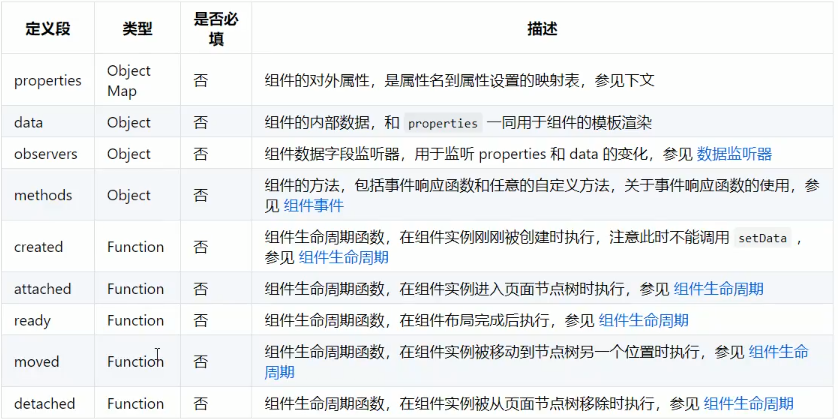 定义段 类型 是否必填 描述
properties Object Map 否 组件的对外属性，是属性名到属性设置的映射表，参见下文
data Object 否 组件的内部数据，和 properties 一同用于组件的模板渲染
observers Object 否 组件数据字段监听器，用于监听 properties 和 data 的变化，参见 数据监听器
methods Object 否 组件的方法，包括事件响应函数和任意的自定义方法，关于事件响应函数的使用，参见 组件事件
created Function 否 组件生命周期函数，在组件实例刚刚被创建时执行，注意此时不能调用 setData ，参见 组件生命周期
attached Function 否 组件生命周期函数，在组件实例进入页面节点树时执行，参见 组件生命周期
ready Function 否 组件生命周期函数，在组件布局完成后执行，参见 组件生命周期
moved Function 否 组件生命周期函数，在组件实例被移动到节点树另一个位置时执行，参见 组件生命周期
detached Function 否 组件生命周期函数，在组件实例被从页面节点树移除时执行，参见 组件生命周期